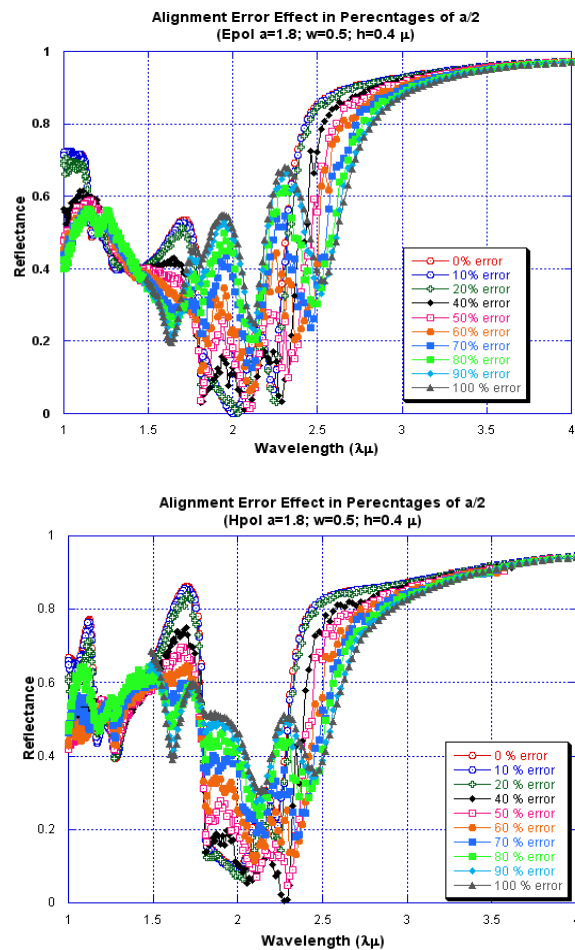 Alignment Error Effect in Perecntages of a/2
(Epol a=1.8; w=0.5; h=0.4 μ)
1
0.8
0.6
0.4
0.2
0
Reflectance
0% error
10% error
20% error
40% error
50% error
60% error
70% error
80% error
90% error
100 % error
1
1.5
2
2.5
3
3.5
4
Wavelength (λμ)
Alignment Error Effect in Perecntages of a/2
(Hpol a=1.8; w=0.5; h=0.4 μ)
1
0.8
0.6
0.4
0.2
0
Reflectance
0 % error
10 % error
20 % error
40 % error
50 % error
60 % error
70 % error
80 % error
90 % error
100 % error
1
1.5
2
2.5
3
3.5
4
Wavelength (λμ)